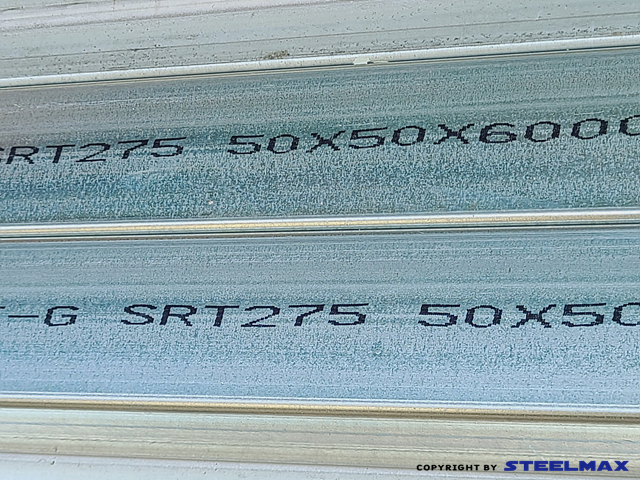 SRT275 50X50X6000
-G SRT275 50X50
COPYRIGHT BY STEELMAX